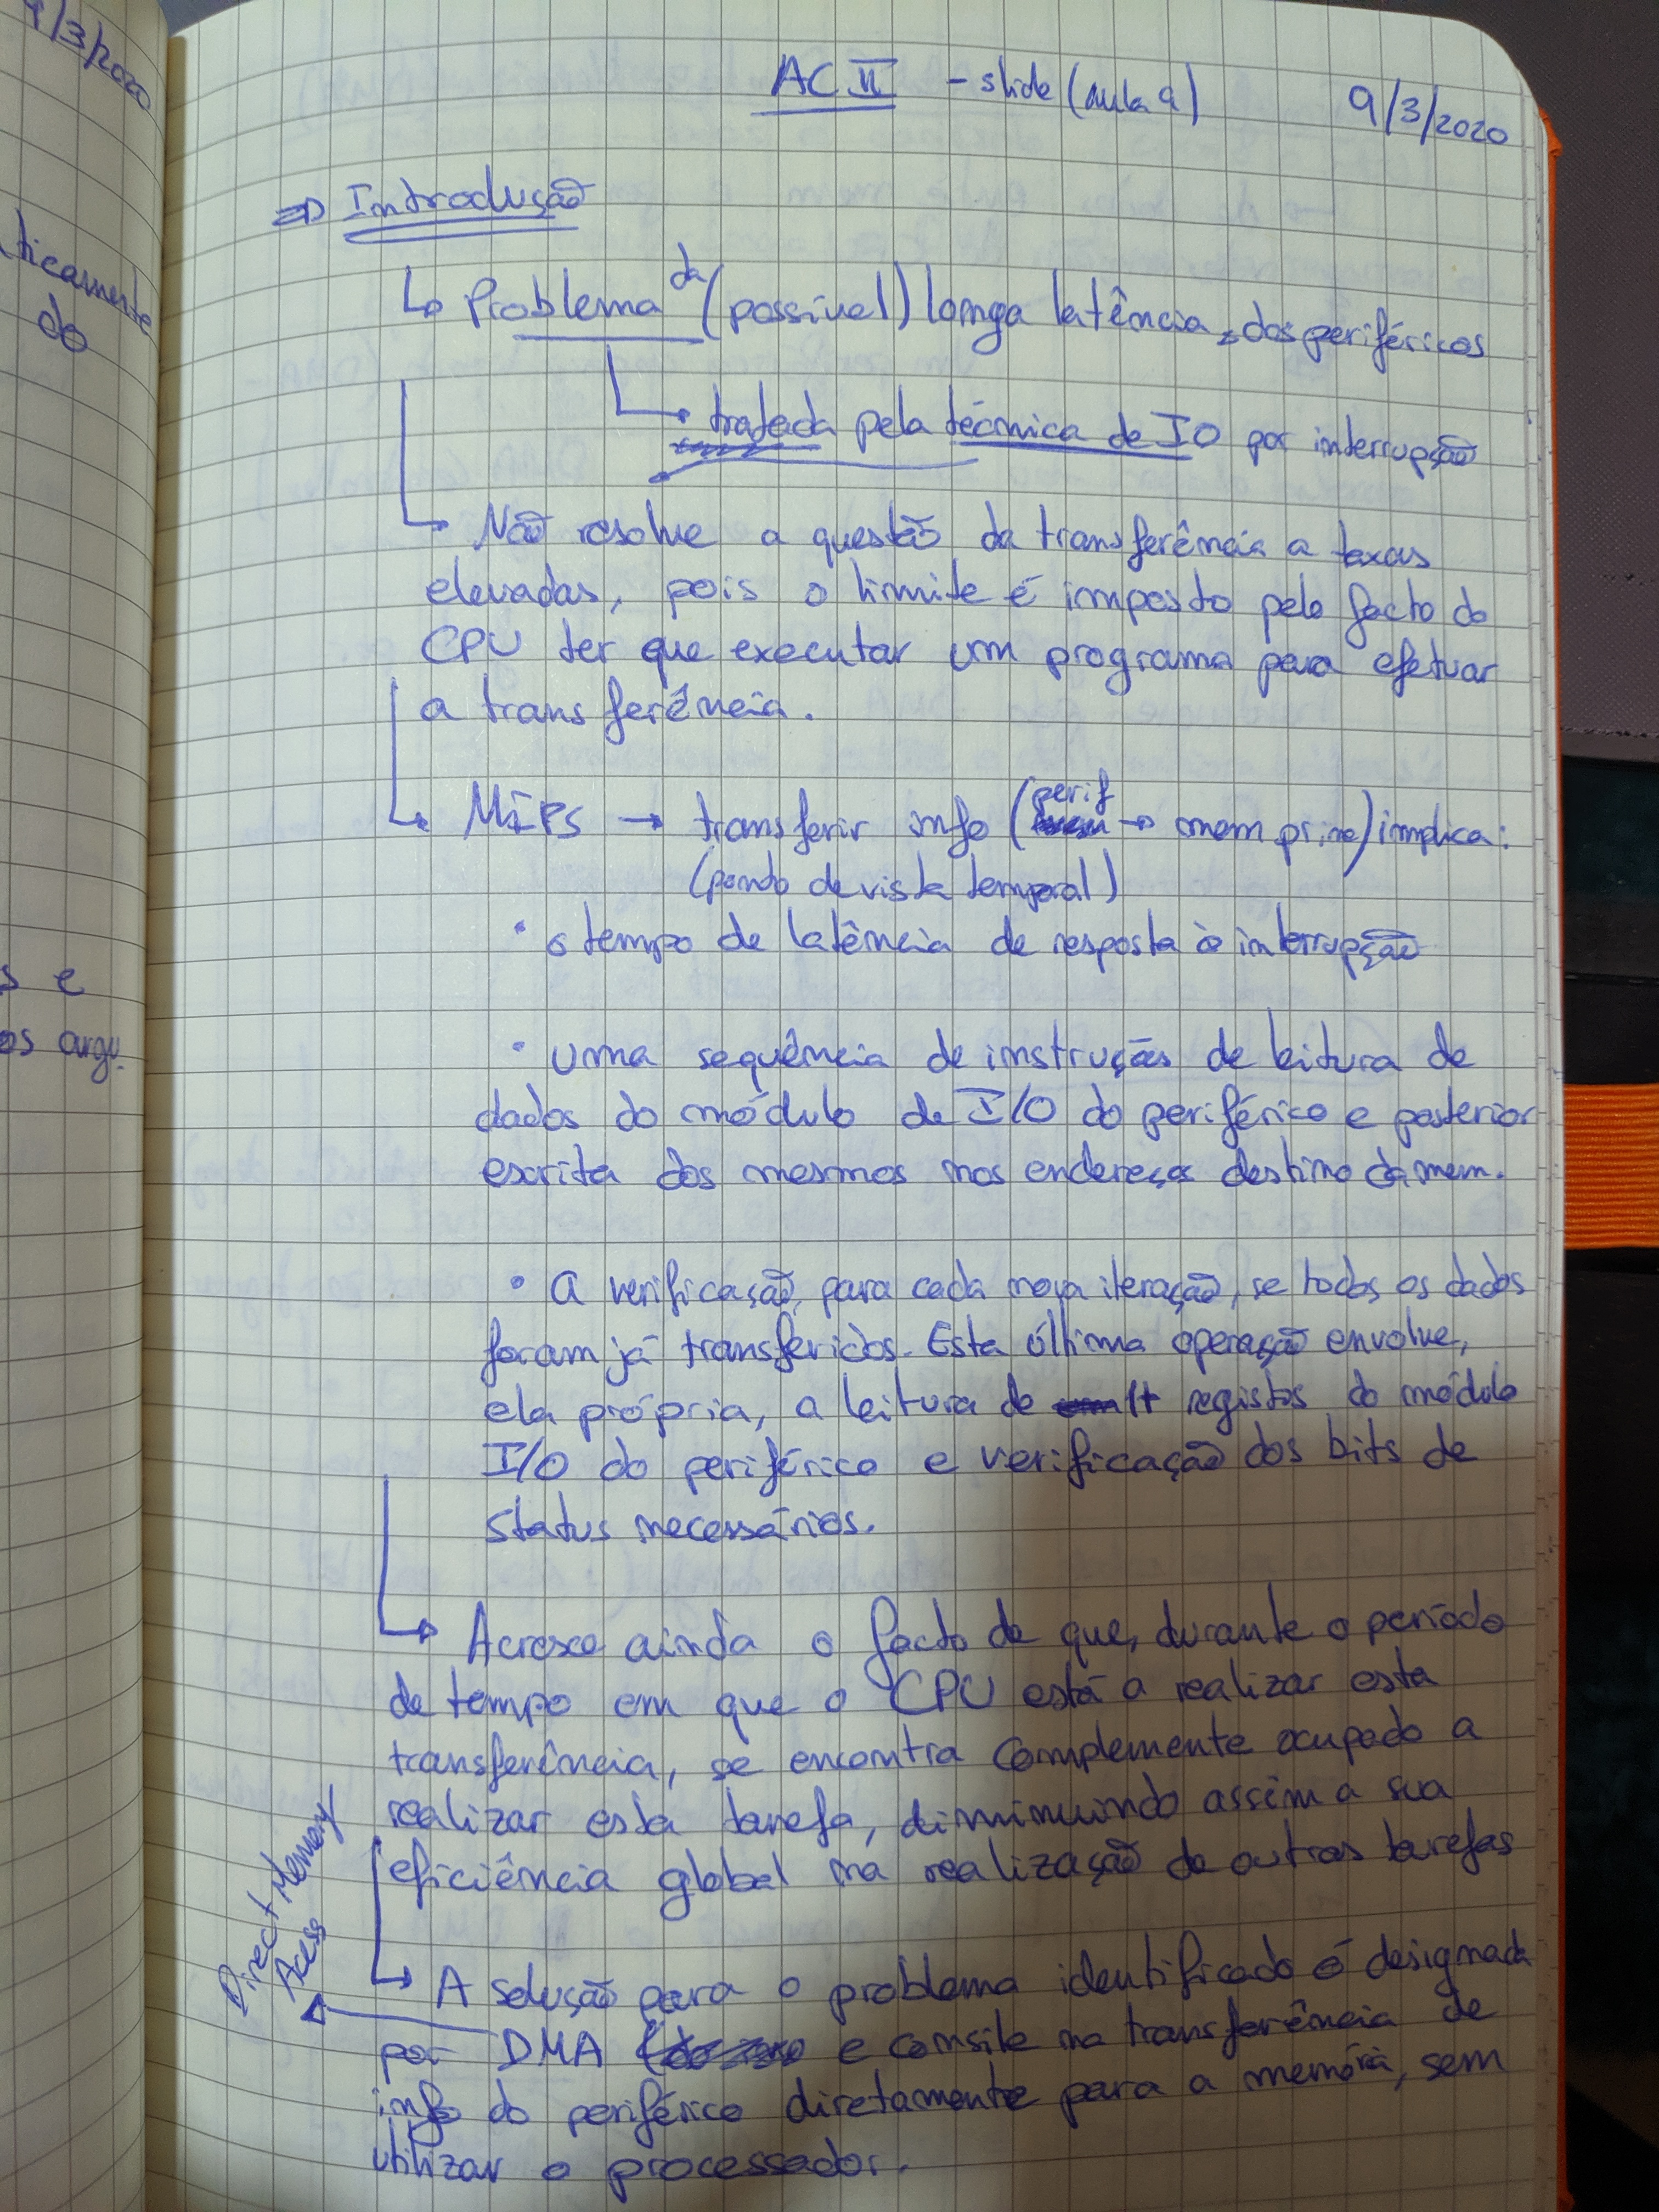 4/3/2020
ticamente
do
s e
os argu.
AC II - slide (aula 9) 9/3/2020
⇒ Introdução
↳ Problema da (possível) longa latência dos periféricos
↳ tratada pela técnica de IO por interrupção
↳ Não resolve a questão da transferência a taxas
elevadas, pois o limite é imposto pelo facto do
CPU ter que executar um programa para efetuar
a transferência.
↳ MIPS → transferir info (perif → mem princ) implica:
(ponto de vista temporal)
• o tempo de latência de resposta à interrupção
• uma sequência de instruções de leitura de
dados do módulo de I/O do periférico e posterior
escrita dos mesmos nos endereços destino da mem.
• A verificação, para cada nova iteração, se todos os dados
foram já transferidos. Esta última operação envolve,
ela própria, a leitura de registos do módulo
I/O do periférico e verificação dos bits de
status necessários.
↳ Acresce ainda o facto de que, durante o período
de tempo em que o CPU está a realizar esta
transferência, se encontra complemente ocupado a
realizar esta tarefa, diminuindo assim a sua
eficiência global na realização de outras tarefas
↳ A solução para o problema identificado é designada
por DMA e consite na transferência de
info do periférico diretamente para a memória, sem
utilizar o processador.
Direct Memory
Acess